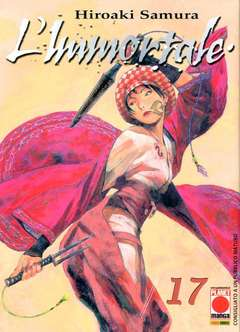 Hiroaki Samura
L'Immortale.
17
PLANET
manga
CONSIGLIATO A UN PUBBLICO MATURO